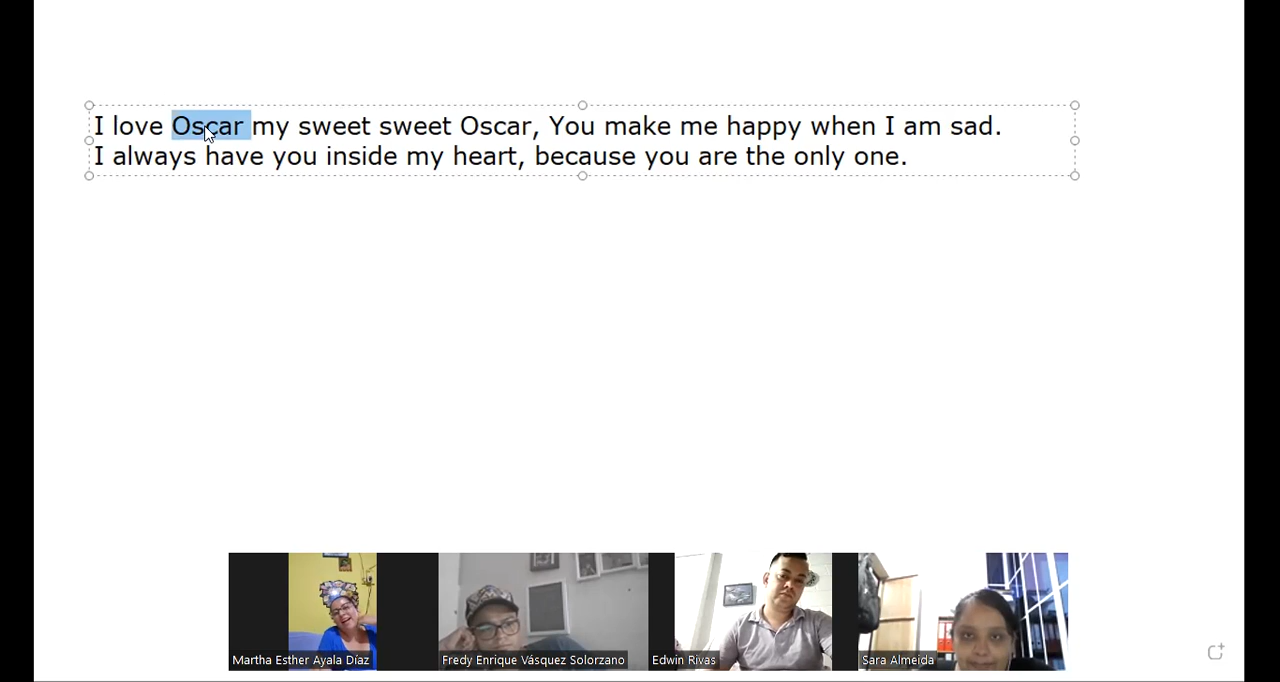 I love Oscar my sweet sweet Oscar, You make me happy when I am sad.
I always have you inside my heart, because you are the only one.
Martha Esther Ayala Díaz
Fredy Enrique Vásquez Solorzano
Edwin Rivas
Sara Almeida